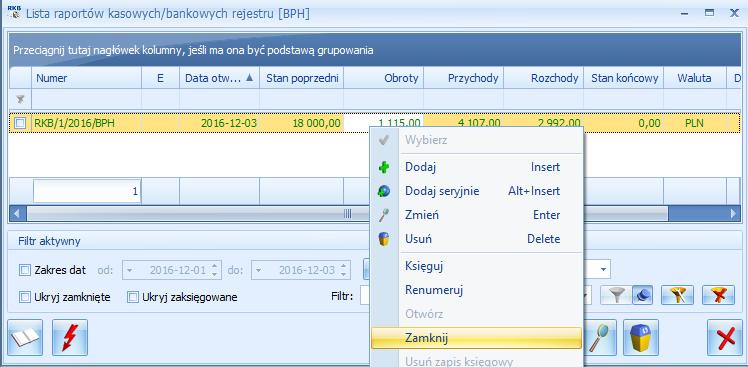 RKB Lista raportów kasowych/bankowych rejestru [BPH]
Przeciągnij tutaj nagłówek kolumny, jeśli ma ona być podstawą grupowania
Numer E Data otw... Stan poprzedni Obroty Przychody Rozchody Stan końcowy Waluta D
RKB/1/2016/BPH 2016-12-03 18 000,00 1 115,00 4 107,00 2 992,00 0,00 PLN
Wybierz
Dodaj Insert
1
Dodaj seryjnie Alt+Insert
Zmień Enter
Filtr aktywny
Usuń Delete
Zakres dat od: 2016-12-01 do: 2016-12-03
Księguj
Ukryj zamknięte Ukryj zaksięgowane Filtr:
Renumeruj
Otwórz
Zamknij
Usuń zapis księgowy